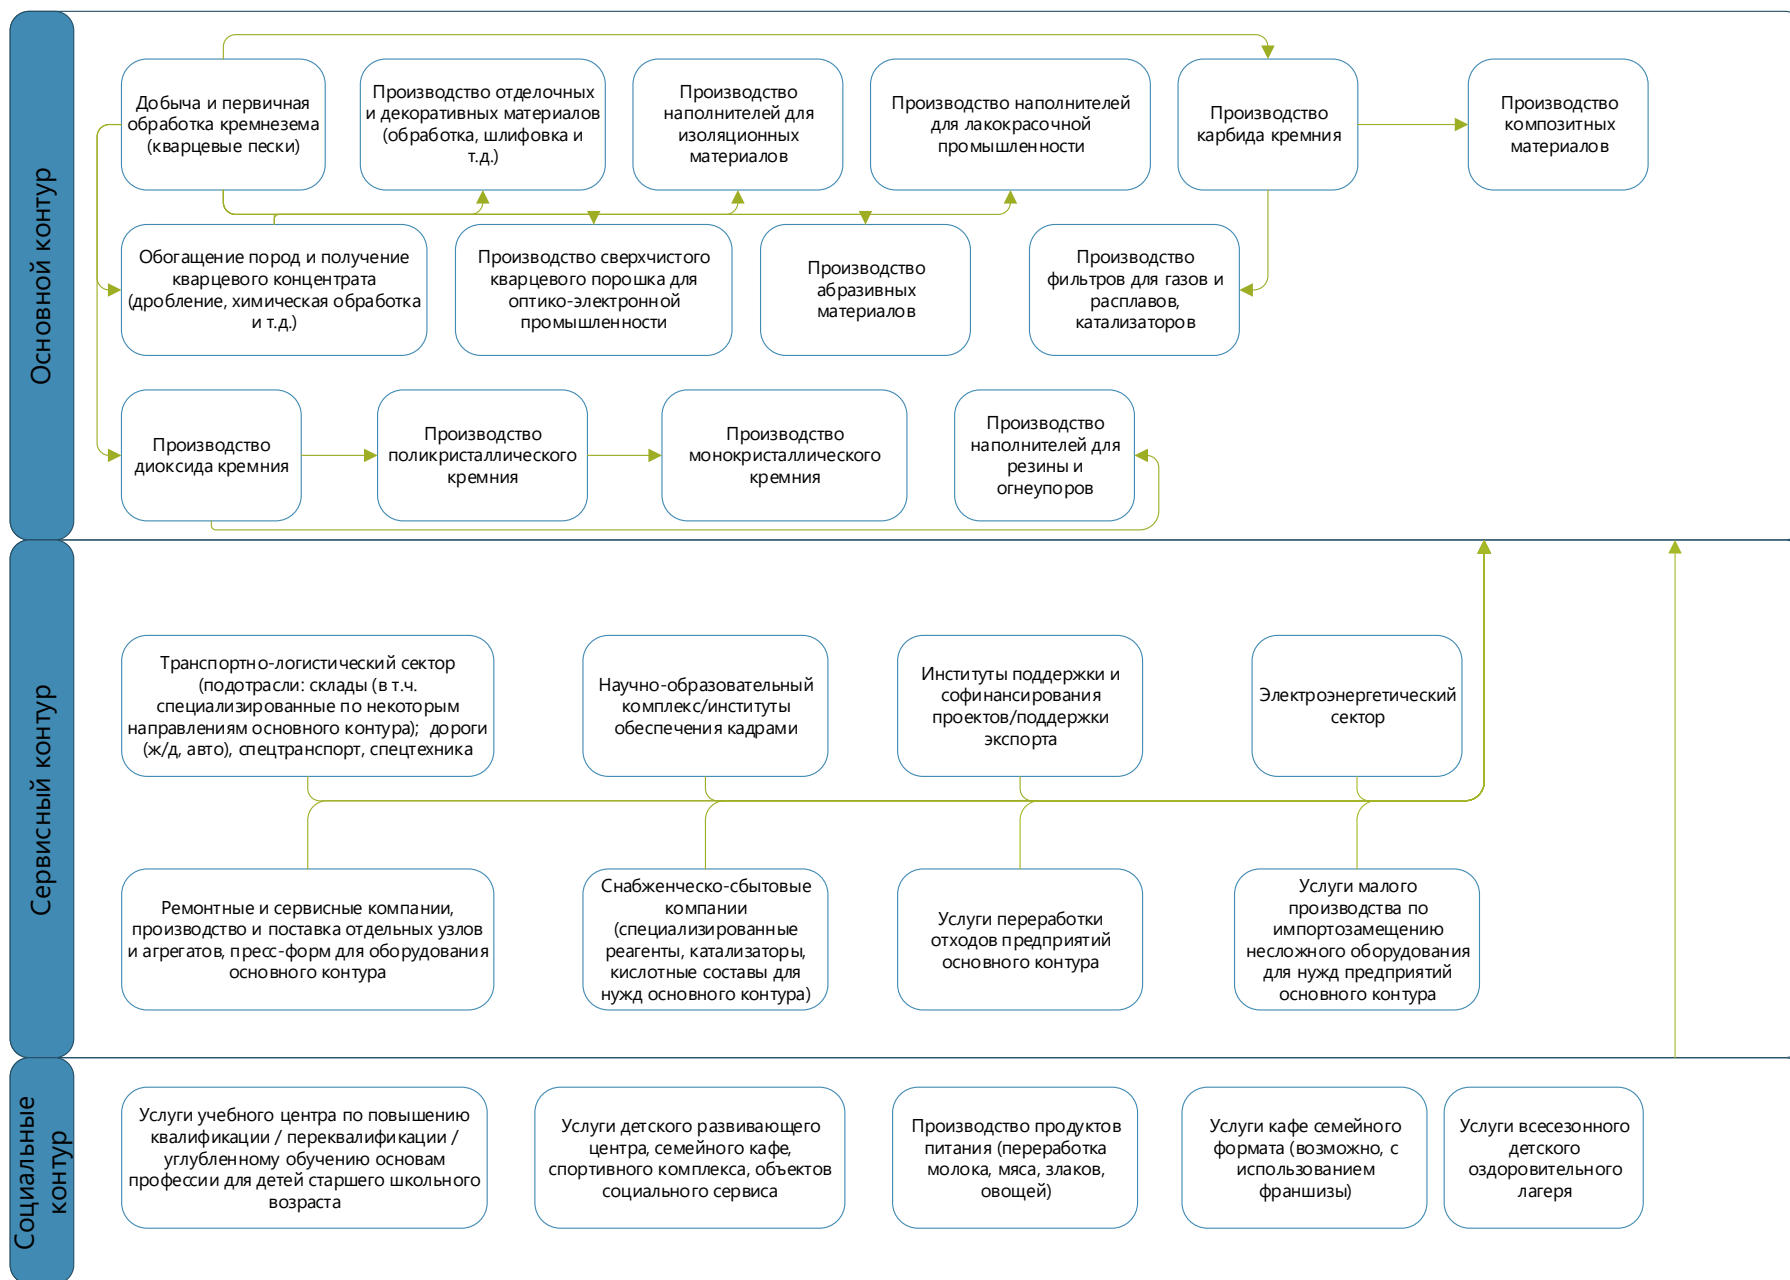 Основной контур
Добыча и первичная
обработка кремнезема
(кварцевые пески)
Производство отделочных
и декоративных материалов
(обработка, шлифовка и
т.д.)
Производство
наполнителей для
изоляционных
материалов
Производство наполнителей
для лакокрасочной
промышленности
Производство
карбида кремния
Производство
композитных
материалов
Обогащение пород и получение
кварцевого концентрата
(дробление, химическая обработка
и т.д.)
Производство сверхчистого
кварцевого порошка для
оптико-электронной
промышленности
Производство
абразивных
материалов
Производство
фильтров для газов и
расплавов,
катализаторов
Производство
диоксида кремния
Производство
поликристаллического
кремния
Производство
монокристаллического
кремния
Производство
наполнителей для
резины и
огнеупоров
Сервисный контур
Транспортно-логистический сектор
(подотрасли: склады (в т.ч.
специализированные по некоторым
направлениям основного контура);  дороги
(ж/д, авто), спецтранспорт, спецтехника
Научно-образовательный
комплекс/институты
обеспечения кадрами
Институты поддержки и
софинансирования
проектов/поддержки
экспорта
Электроэнергетический
сектор
Ремонтные и сервисные компании,
производство и поставка отдельных узлов
и агрегатов, пресс-форм для оборудования
основного контура
Снабженческо-сбытовые
компании
(специализированные
реагенты, катализаторы,
кислотные составы для
нужд основного контура)
Услуги переработки
отходов предприятий
основного контура
Услуги малого
производства по
импортозамещению
несложного оборудования
для нужд предприятий
основного контура
Социальные
контур
Услуги учебного центра по повышению
квалификации / переквалификации /
углубленному обучению основам
профессии для детей старшего школьного
возраста
Услуги детского развивающего
центра, семейного кафе,
спортивного комплекса, объектов
социального сервиса
Производство продуктов
питания (переработка
молока, мяса, злаков,
овощей)
Услуги кафе семейного
формата (возможно, с
использованием
франшизы)
Услуги всесезонного
детского
оздоровительного
лагеря